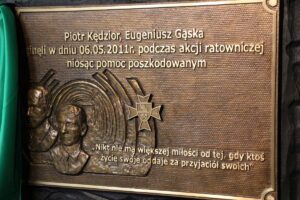 Piotr Kędzior, Eugeniusz Gąska
zginęli w dniu 06.05.2011r. podczas akcji ratowniczej
niosąc pomoc poszkodowanym
„Nikt nie ma większej miłości od tej, gdy ktoś
życie swoje oddaje za przyjaciół swoich"